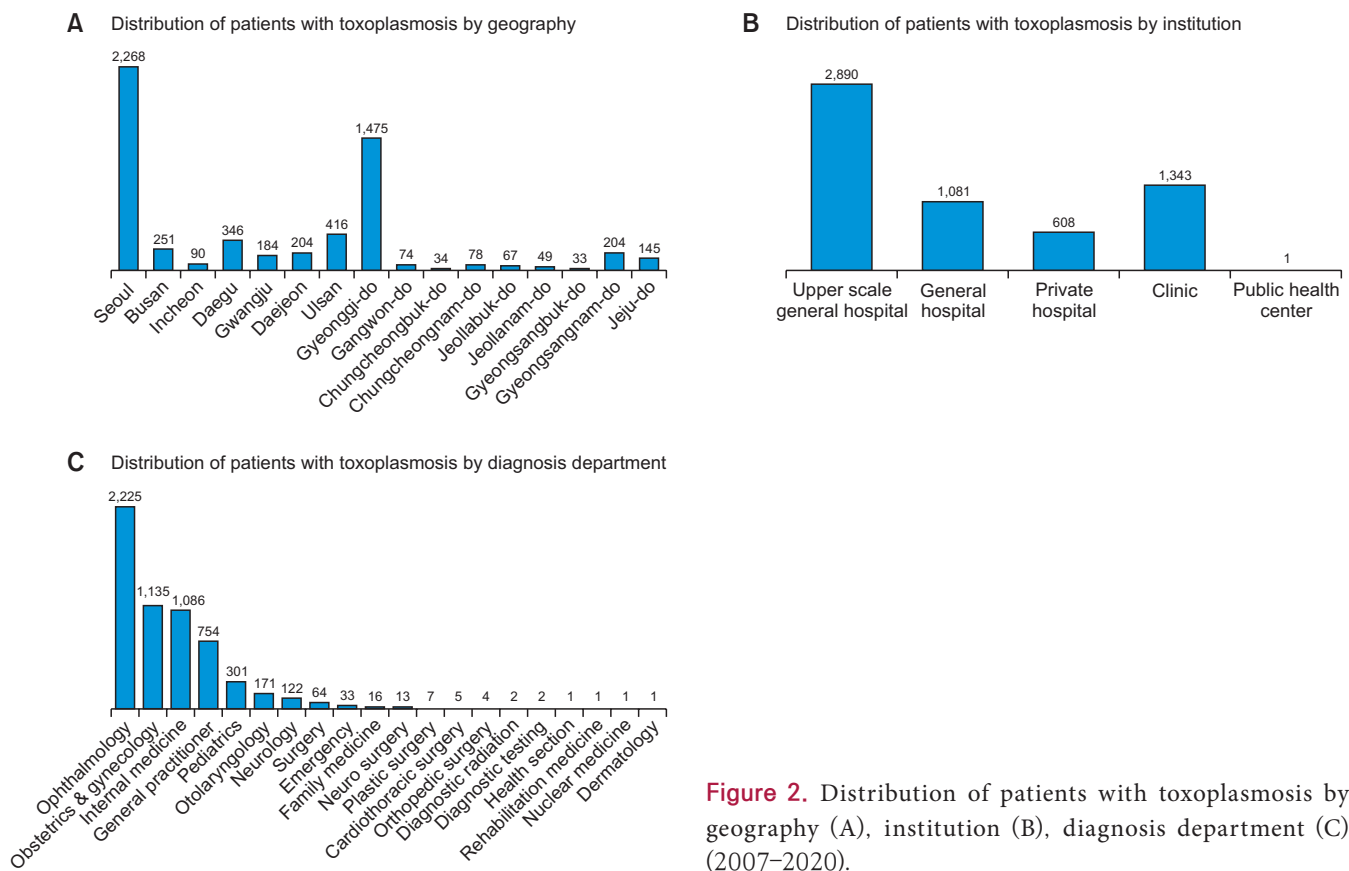 A Distribution of patients with toxoplasmosis by geography
2,268
251
90
346
184
204
416
1,475
74
34
78
67
49
33
204
145
Seoul
Busan
Incheon
Daegu
Gwangju
Daejeon
Ulsan
Gyeonggi-do
Gangwon-do
Chungcheongbuk-do
Chungcheongnam-do
Jeollabuk-do
Jeollanam-do
Gyeongsangbuk-do
Gyeongsangnam-do
Jeju-do
B Distribution of patients with toxoplasmosis by institution
2,890
1,081
608
1,343
1
Upper scale
general hospital
General
hospital
Private
hospital
Clinic
Public health
center
C Distribution of patients with toxoplasmosis by diagnosis department
2,225
1,135
1,086
754
301
171
122
64
33
16
13
7
5
4
2
2
1
1
1
1
Ophthalmology
Obstetrics & gynecology
Internal medicine
General practitioner
Pediatrics
Otolaryngology
Neurology
Surgery
Emergency
Family medicine
Neuro surgery
Plastic surgery
Cardiothoracic surgery
Orthopedic surgery
Diagnostic radiation
Diagnostic testing
Health section
Rehabilitation medicine
Nuclear medicine
Dermatology
Figure 2. Distribution of patients with toxoplasmosis by
geography (A), institution (B), diagnosis department (C)
(2007–2020).